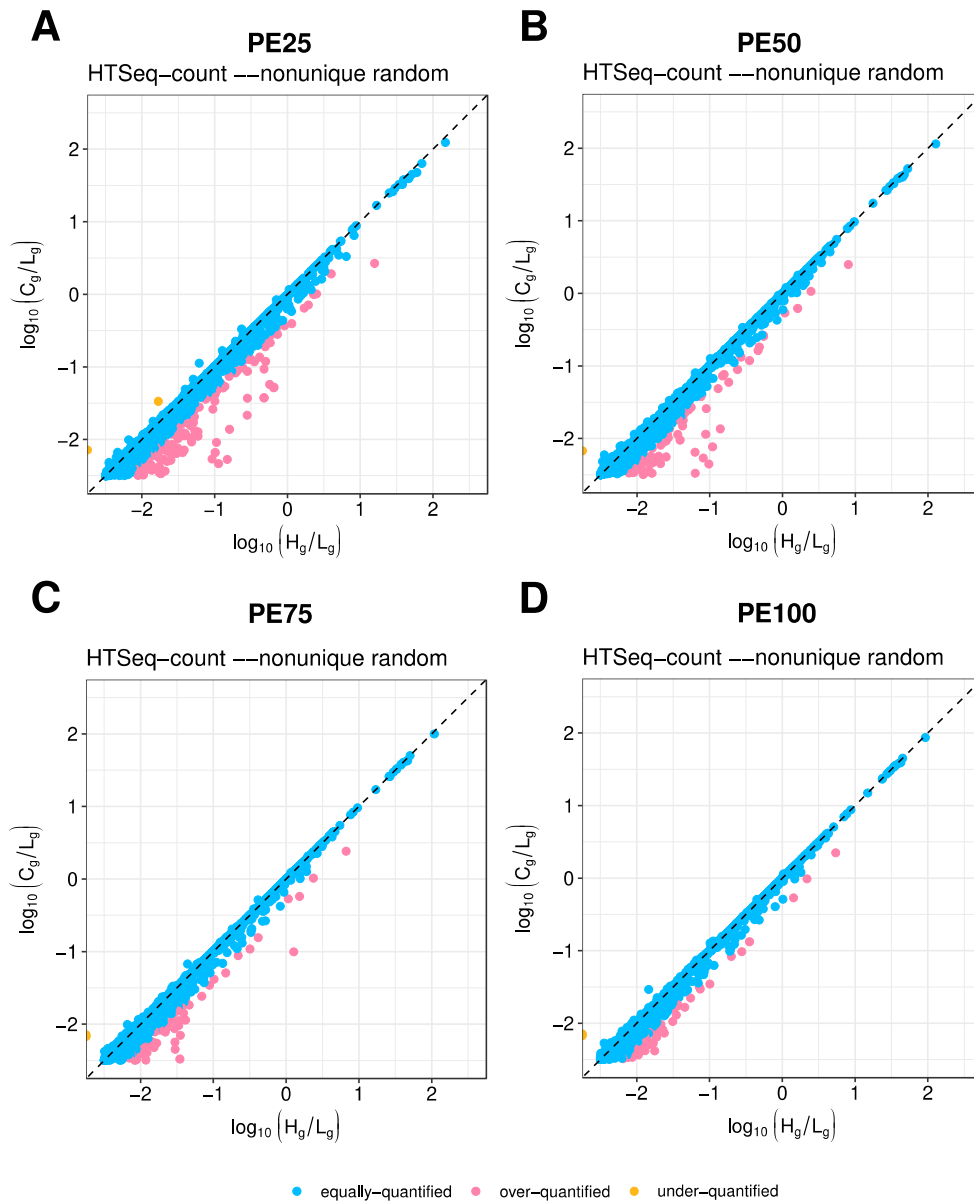 A
PE25
HTSeq−count −−nonunique random
log10 (Cg/Lg)
2
1
0
−1
−2
−2 −1 0 1 2
log10 (Hg/Lg)
B
PE50
HTSeq−count −−nonunique random
log10 (Cg/Lg)
2
1
0
−1
−2
−2 −1 0 1 2
log10 (Hg/Lg)
C
PE75
HTSeq−count −−nonunique random
log10 (Cg/Lg)
2
1
0
−1
−2
−2 −1 0 1 2
log10 (Hg/Lg)
D
PE100
HTSeq−count −−nonunique random
log10 (Cg/Lg)
2
1
0
−1
−2
−2 −1 0 1 2
log10 (Hg/Lg)
equally−quantified over−quantified under−quantified